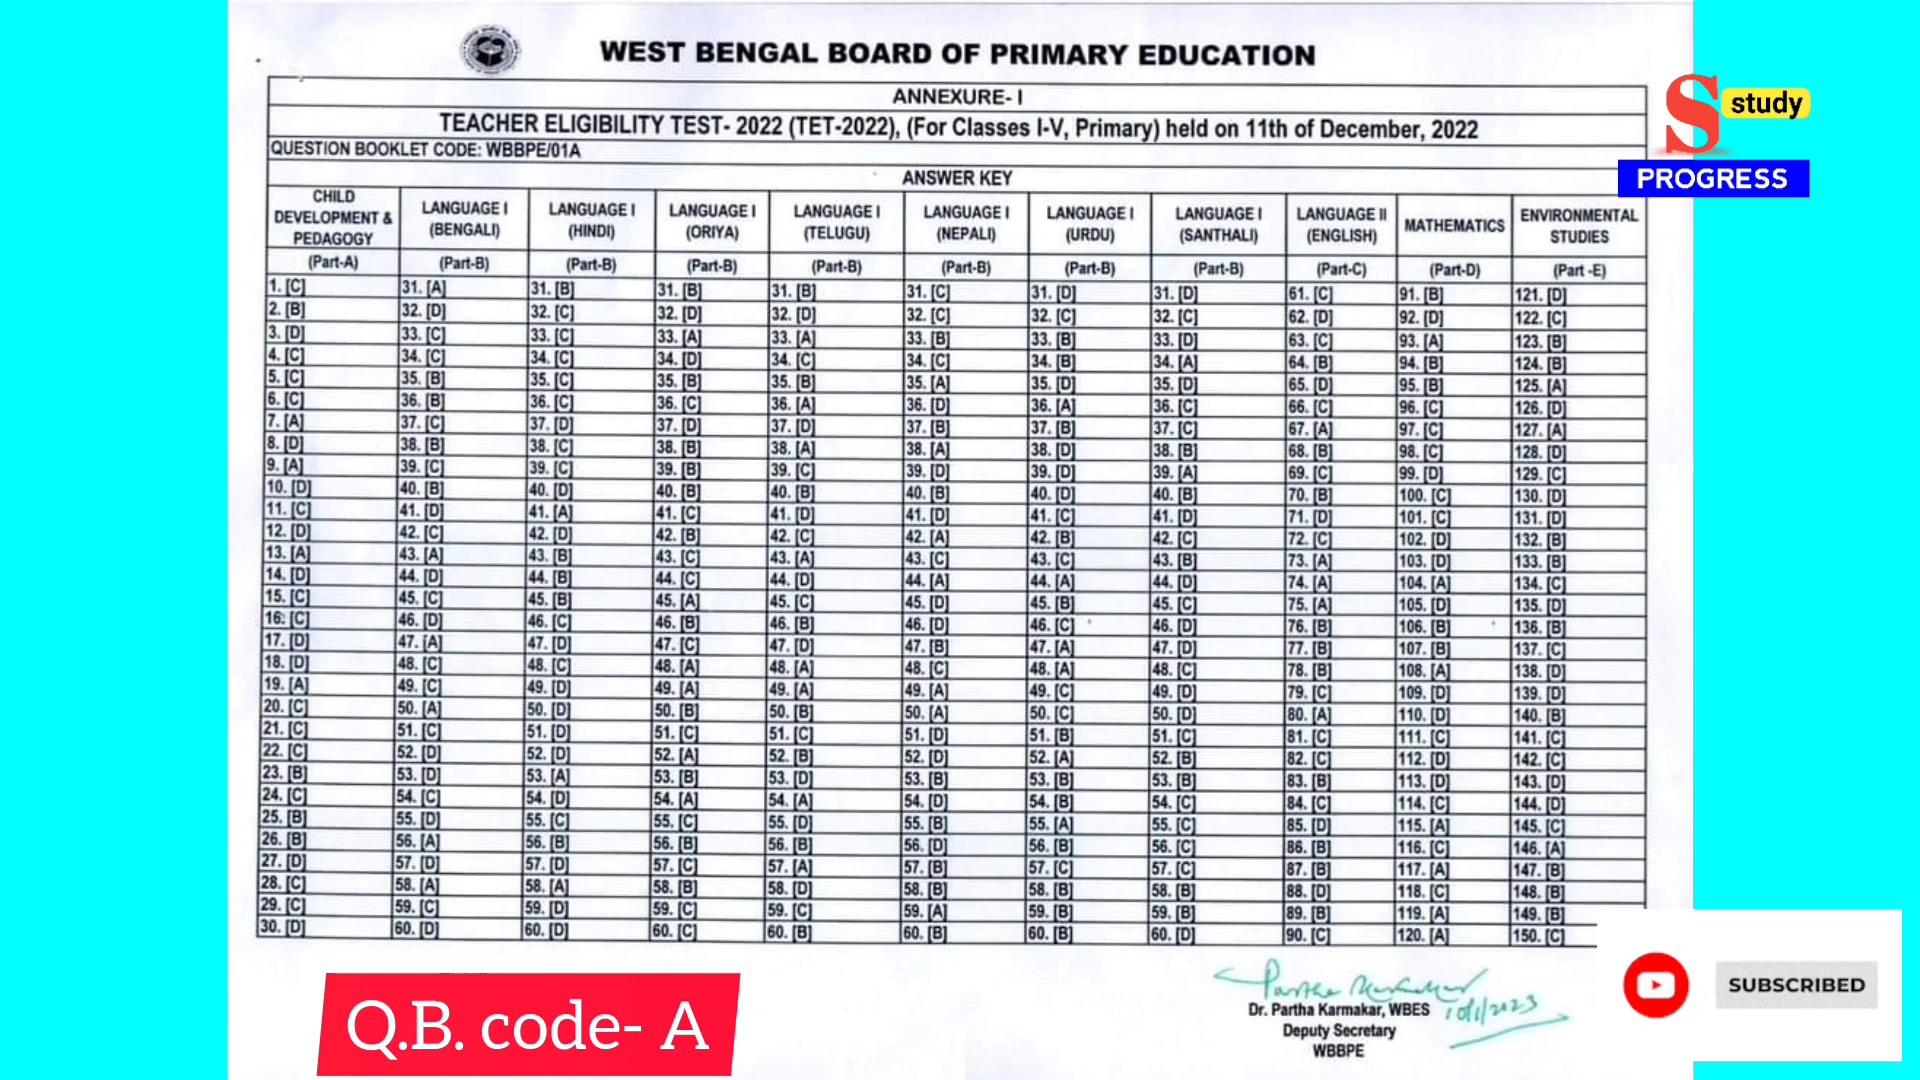 WEST BENGAL BOARD OF PRIMARY EDUCATION
ANNEXURE- I
TEACHER ELIGIBILITY TEST- 2022 (TET-2022), (For Classes I-V, Primary) held on 11th of December, 2022
QUESTION BOOKLET CODE: WBBPE/01A
ANSWER KEY
CHILD DEVELOPMENT & PEDAGOGY LANGUAGE I (BENGALI) LANGUAGE I (HINDI) LANGUAGE I (ORIYA) LANGUAGE I (TELUGU) LANGUAGE I (NEPALI) LANGUAGE I (URDU) LANGUAGE I (SANTHALI) LANGUAGE II (ENGLISH) MATHEMATICS ENVIRONMENTAL STUDIES
(Part-A) (Part-B) (Part-B) (Part-B) (Part-B) (Part-B) (Part-B) (Part-B) (Part-C) (Part-D) (Part -E)
1. [C] 31. [A] 31. [B] 31. [B] 31. [B] 31. [C] 31. [D] 31. [D] 61. [C] 91. [B] 121. [D]
2. [B] 32. [D] 32. [C] 32. [D] 32. [D] 32. [C] 32. [C] 32. [C] 62. [D] 92. [D] 122. [C]
3. [D] 33. [C] 33. [C] 33. [A] 33. [A] 33. [B] 33. [B] 33. [D] 63. [C] 93. [A] 123. [B]
4. [C] 34. [C] 34. [C] 34. [D] 34. [C] 34. [C] 34. [B] 34. [A] 64. [B] 94. [B] 124. [B]
5. [C] 35. [B] 35. [C] 35. [B] 35. [B] 35. [A] 35. [D] 35. [D] 65. [D] 95. [B] 125. [A]
6. [C] 36. [B] 36. [C] 36. [C] 36. [A] 36. [D] 36. [A] 36. [C] 66. [C] 96. [C] 126. [D]
7. [A] 37. [C] 37. [D] 37. [D] 37. [D] 37. [B] 37. [B] 37. [C] 67. [A] 97. [C] 127. [A]
8. [D] 38. [B] 38. [C] 38. [B] 38. [A] 38. [A] 38. [D] 38. [B] 68. [B] 98. [C] 128. [D]
9. [A] 39. [C] 39. [C] 39. [B] 39. [C] 39. [D] 39. [D] 39. [A] 69. [C] 99. [D] 129. [C]
10. [D] 40. [B] 40. [D] 40. [B] 40. [B] 40. [B] 40. [D] 40. [B] 70. [B] 100. [C] 130. [D]
11. [C] 41. [D] 41. [A] 41. [C] 41. [D] 41. [D] 41. [C] 41. [D] 71. [D] 101. [C] 131. [D]
12. [D] 42. [C] 42. [D] 42. [B] 42. [C] 42. [A] 42. [B] 42. [C] 72. [C] 102. [D] 132. [B]
13. [A] 43. [A] 43. [B] 43. [C] 43. [A] 43. [C] 43. [C] 43. [B] 73. [A] 103. [D] 133. [B]
14. [D] 44. [D] 44. [B] 44. [C] 44. [D] 44. [A] 44. [A] 44. [D] 74. [A] 104. [A] 134. [C]
15. [C] 45. [C] 45. [B] 45. [A] 45. [C] 45. [D] 45. [B] 45. [C] 75. [A] 105. [D] 135. [D]
16. [C] 46. [D] 46. [C] 46. [B] 46. [B] 46. [D] 46. [C] 46. [D] 76. [B] 106. [B] 136. [B]
17. [D] 47. [A] 47. [D] 47. [C] 47. [D] 47. [B] 47. [A] 47. [D] 77. [B] 107. [B] 137. [C]
18. [D] 48. [C] 48. [C] 48. [A] 48. [A] 48. [C] 48. [A] 48. [C] 78. [B] 108. [A] 138. [D]
19. [A] 49. [C] 49. [D] 49. [A] 49. [A] 49. [A] 49. [C] 49. [D] 79. [C] 109. [D] 139. [D]
20. [C] 50. [A] 50. [D] 50. [B] 50. [B] 50. [A] 50. [C] 50. [D] 80. [A] 110. [D] 140. [B]
21. [C] 51. [C] 51. [D] 51. [C] 51. [C] 51. [D] 51. [B] 51. [C] 81. [C] 111. [C] 141. [C]
22. [C] 52. [D] 52. [D] 52. [A] 52. [B] 52. [D] 52. [A] 52. [B] 82. [C] 112. [D] 142. [C]
23. [B] 53. [D] 53. [A] 53. [B] 53. [D] 53. [B] 53. [B] 53. [B] 83. [B] 113. [D] 143. [D]
24. [C] 54. [C] 54. [D] 54. [A] 54. [A] 54. [D] 54. [B] 54. [C] 84. [C] 114. [C] 144. [D]
25. [B] 55. [D] 55. [C] 55. [C] 55. [D] 55. [B] 55. [A] 55. [C] 85. [D] 115. [A] 145. [C]
26. [B] 56. [A] 56. [B] 56. [B] 56. [B] 56. [D] 56. [B] 56. [C] 86. [B] 116. [C] 146. [A]
27. [D] 57. [D] 57. [D] 57. [C] 57. [A] 57. [B] 57. [C] 57. [C] 87. [B] 117. [A] 147. [B]
28. [C] 58. [A] 58. [A] 58. [B] 58. [D] 58. [B] 58. [B] 58. [B] 88. [D] 118. [C] 148. [B]
29. [C] 59. [C] 59. [D] 59. [C] 59. [C] 59. [A] 59. [B] 59. [B] 89. [B] 119. [A] 149. [B]
30. [D] 60. [D] 60. [D] 60. [C] 60. [B] 60. [B] 60. [B] 60. [D] 90. [C] 120. [A] 150. [C]
Partha Karmakar
10/1/2023
Dr. Partha Karmakar, WBES
Deputy Secretary
WBBPE
S study
PROGRESS
Q.B. code- A
SUBSCRIBED